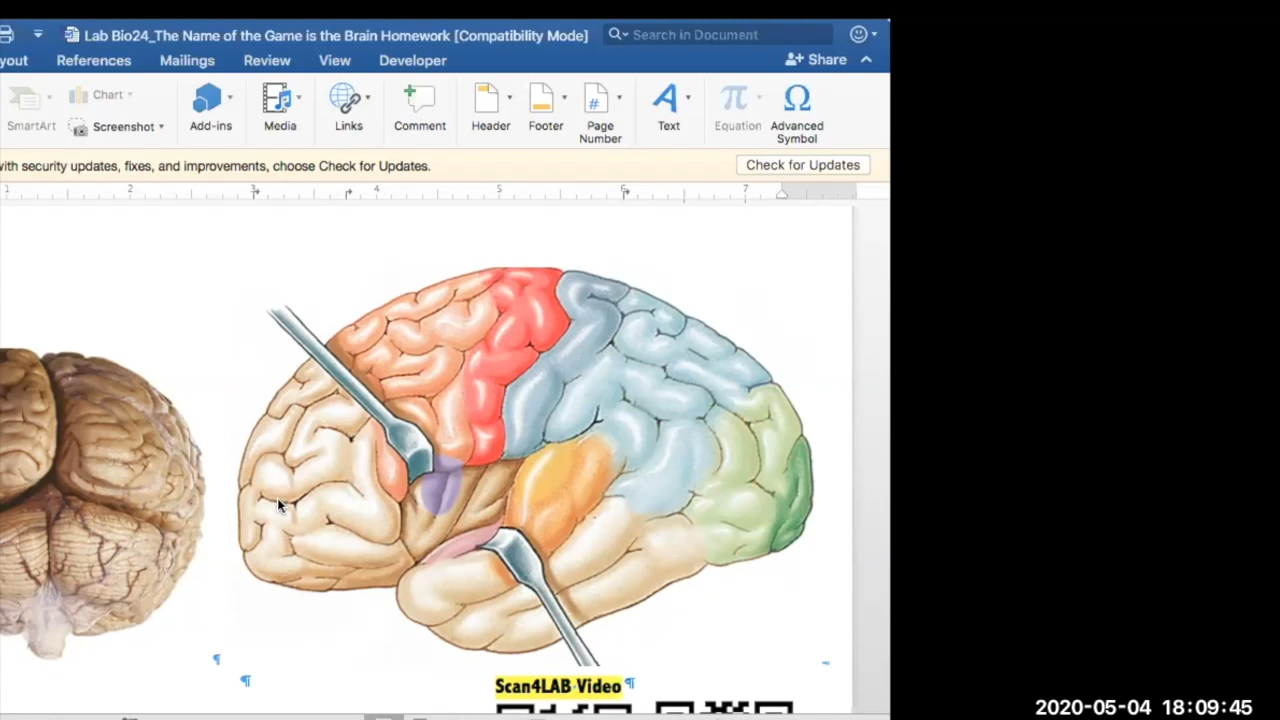 Lab Bio24_The Name of the Game is the Brain Homework [Compatibility Mode]
Search in Document
yout References Mailings Review View Developer
Share
SmartArt
Chart
Screenshot
Add-ins
Media
Links
Comment
Header
Footer
Page
Number
Text
Equation
Advanced
Symbol
with security updates, fixes, and improvements, choose Check for Updates.
Check for Updates
1 2 3 4 5 6 7
¶
¶
Scan4LAB·Video¶
2020-05-04 18:09:45